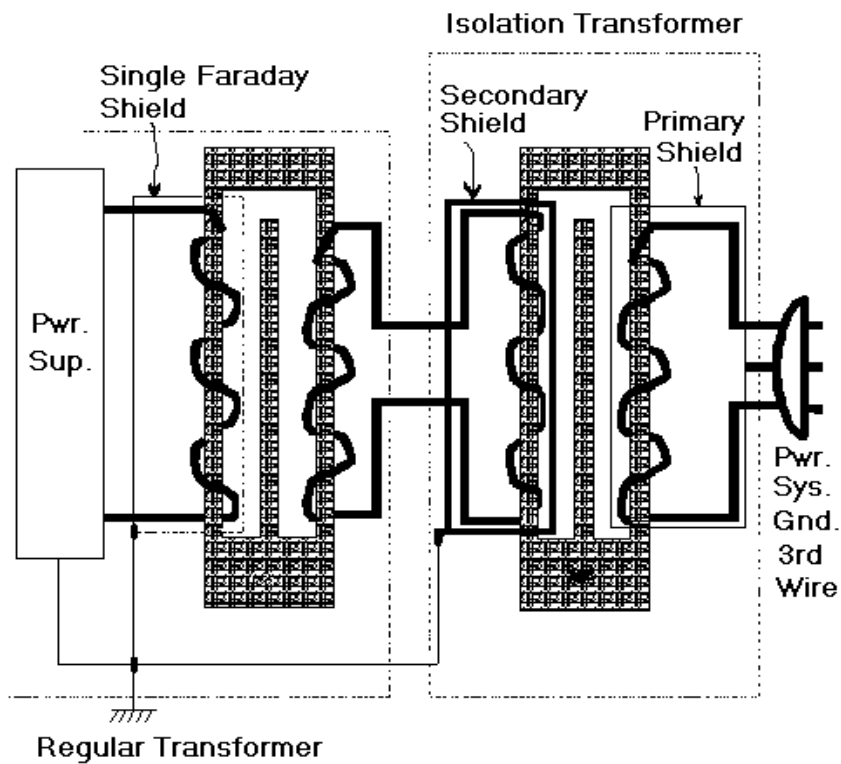 Isolation Transformer
Single Faraday
Shield
Secondary
Shield
Primary
Shield
Pwr.
Sup.
Pwr.
Sys.
Gnd.
3rd
Wire
Regular Transformer